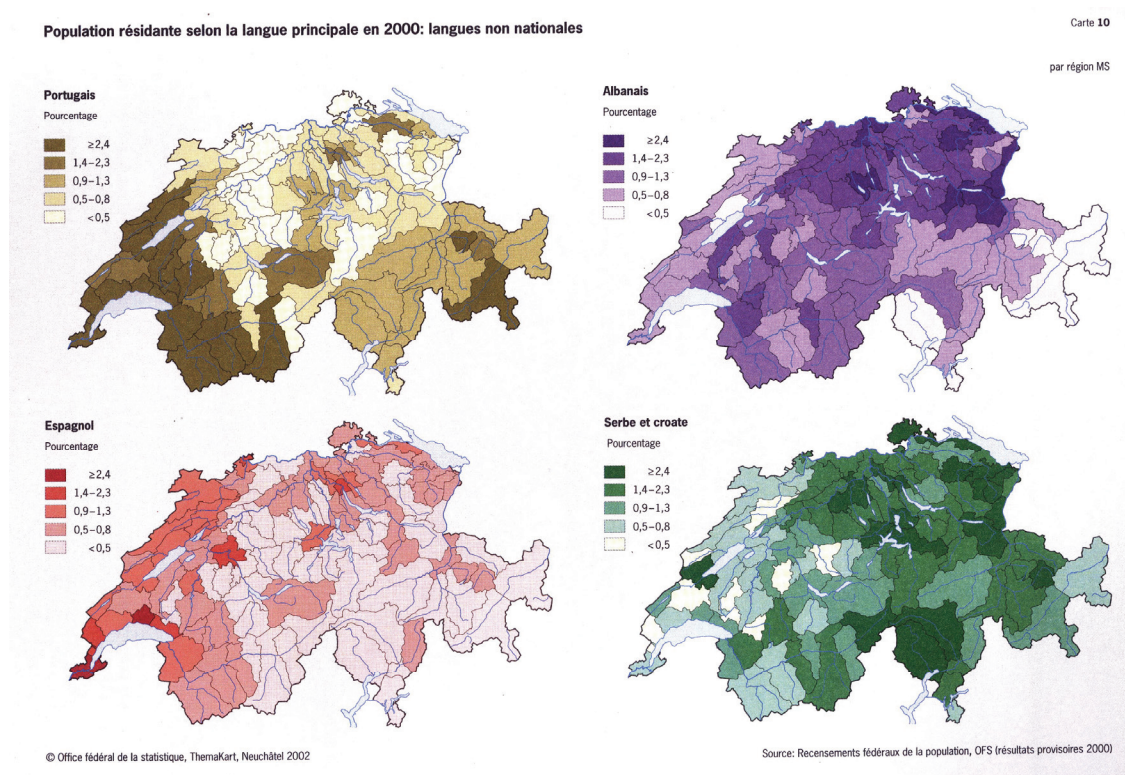 Population résidante selon la langue principale en 2000: langues non nationales
Carte 10
par région MS
Portugais
Pourcentage
≥2,4
1,4–2,3
0,9–1,3
0,5–0,8
<0,5
Albanais
Pourcentage
≥2,4
1,4–2,3
0,9–1,3
0,5–0,8
<0,5
Espagnol
Pourcentage
≥2,4
1,4–2,3
0,9–1,3
0,5–0,8
<0,5
Serbe et croate
Pourcentage
≥2,4
1,4–2,3
0,9–1,3
0,5–0,8
<0,5
© Office fédéral de la statistique, ThemaKart, Neuchâtel 2002
Source: Recensements fédéraux de la population, OFS (résultats provisoires 2000)